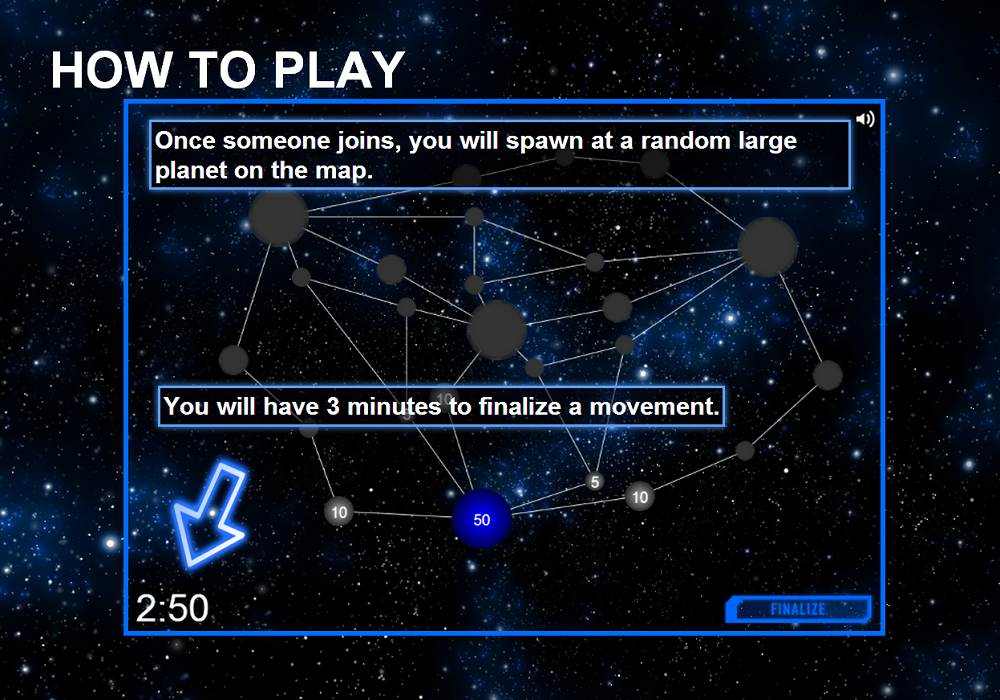 HOW TO PLAY
Once someone joins, you will spawn at a random large
planet on the map.
10
You will have 3 minutes to finalize a movement.
5
10
10
50
2:50
FINALIZE